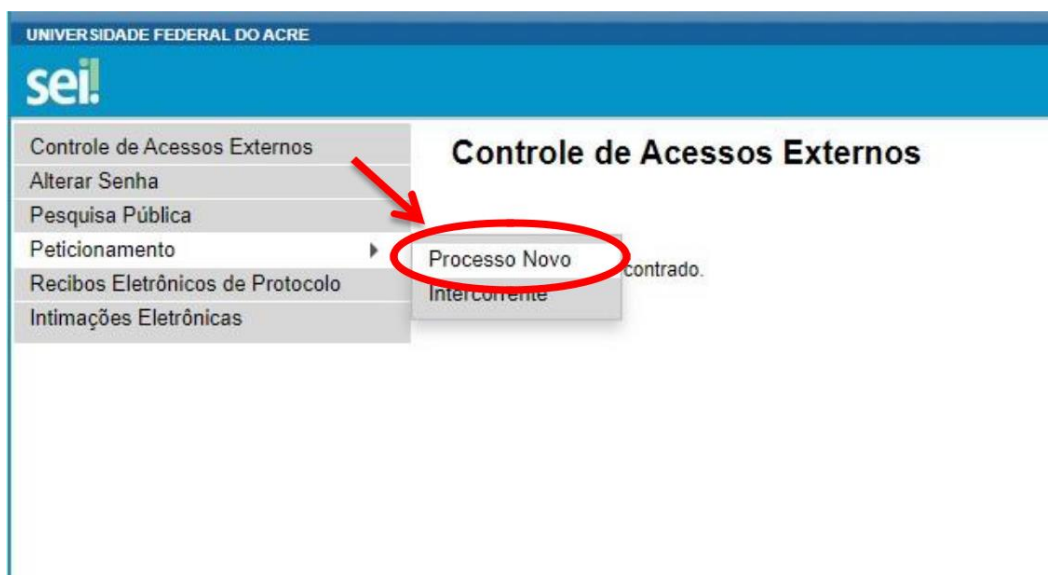 UNIVERSIDADE FEDERAL DO ACRE
sei!
Controle de Acessos Externos
Alterar Senha
Pesquisa Pública
Peticionamento
Recibos Eletrônicos de Protocolo
Intimações Eletrônicas
Controle de Acessos Externos
Processo Novo
Intercorrente
contrado.